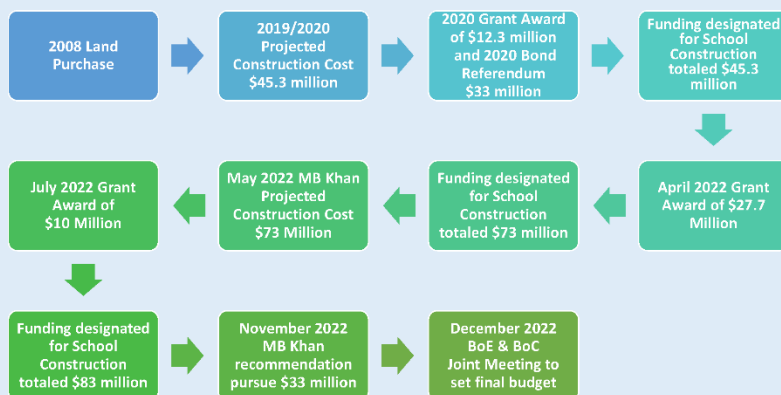 2008 Land
Purchase
2019/2020
Projected
Construction Cost
$45.3 million
2020 Grant Award
of $12.3 million
and 2020 Bond
Referendum
$33 million
Funding designated
for School
Construction
totaled $45.3
million
April 2022 Grant
Award of $27.7
Million
Funding designated
for School
Construction
totaled $73 million
May 2022 MB Khan
Projected
Construction Cost
$73 Million
July 2022 Grant
Award of
$10 Million
Funding designated
for School
Construction
totaled $83 million
November 2022
MB Khan
recommendation
pursue $33 million
December 2022
BoE & BoC
Joint Meeting to
set final budget